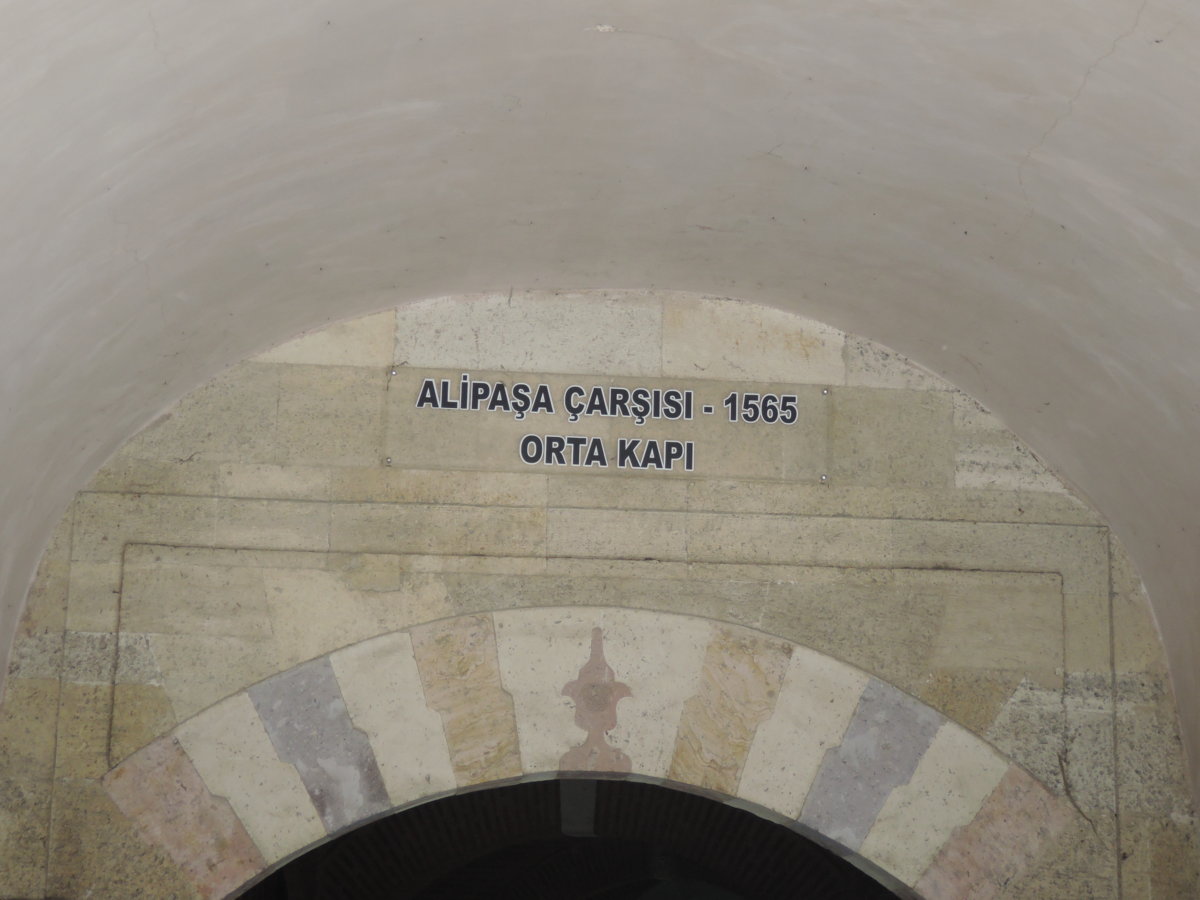 ALİPAŞA ÇARŞISI - 1565
ORTA KAPI